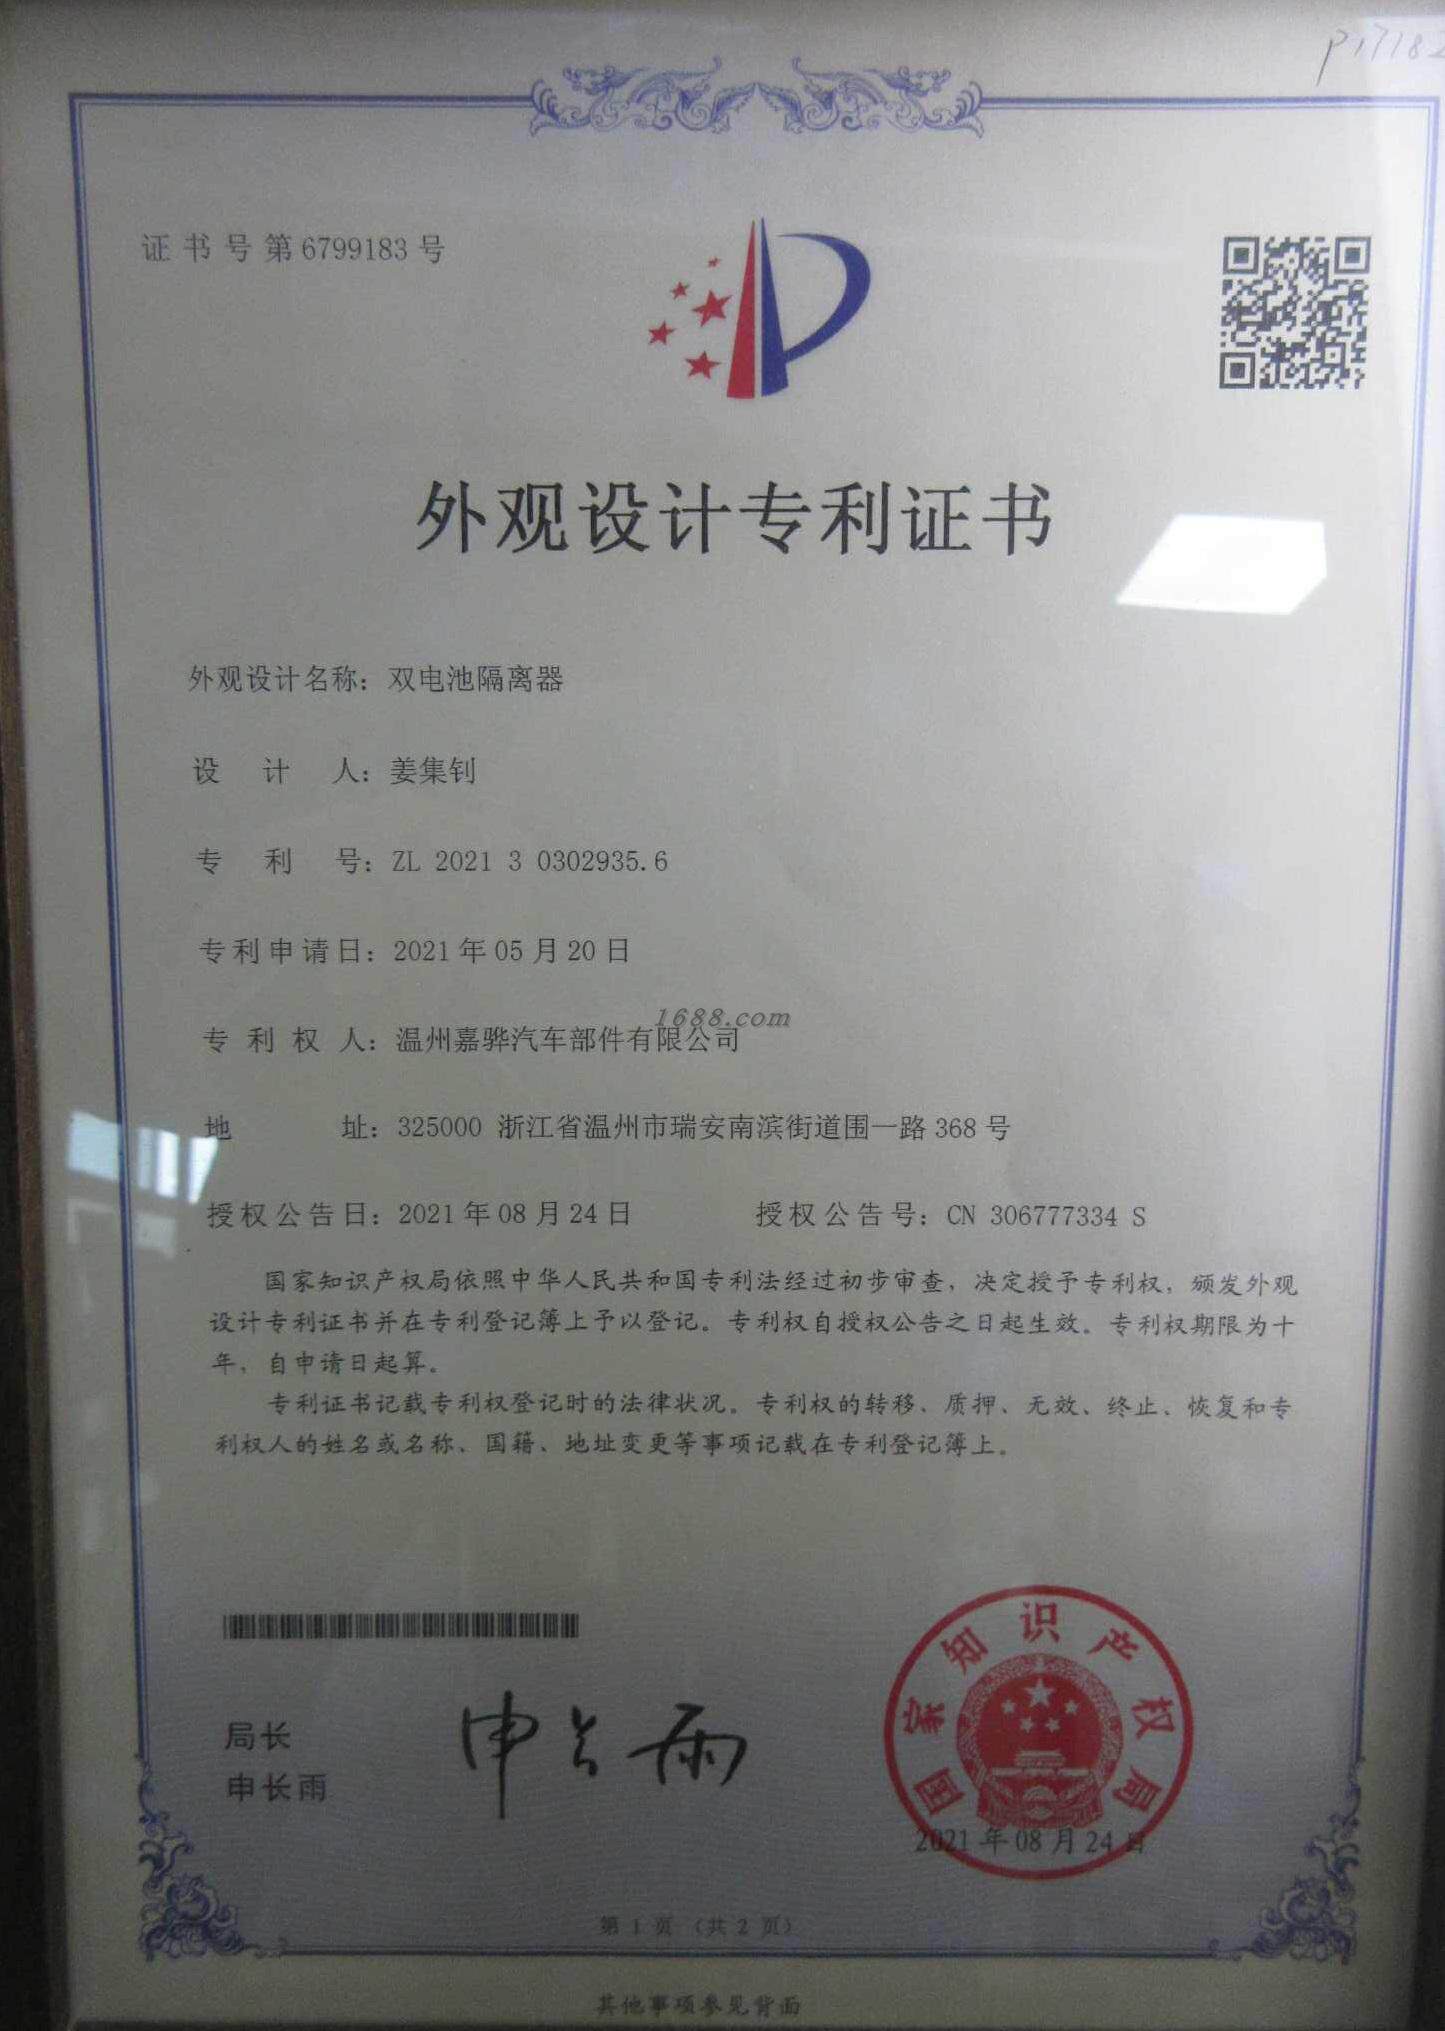 P17182
证书号第6799183号
外观设计专利证书
外观设计名称：双电池隔离器
设计人：姜集钊
专利号：ZL 2021 3 0302935.6
专利申请日：2021年05月20日
1688.com
专利权人：温州嘉骅汽车部件有限公司
地址：325000 浙江省温州市瑞安南滨街道围一路368号
授权公告日：2021年08月24日 授权公告号：CN 306777334 S
国家知识产权局依照中华人民共和国专利法经过初步审查，决定授予专利权，颁发外观
设计专利证书并在专利登记簿上予以登记。专利权自授权公告之日起生效。专利权期限为十
年，自申请日起算。
专利证书记载专利权登记时的法律状况。专利权的转移、质押、无效、终止、恢复和专
利权人的姓名或名称、国籍、地址变更等事项记载在专利登记簿上。
局长
申长雨
申长雨
国家知识产权局
2021年08月24日
第 1 页 （共 2 页）
其他事项参见背面